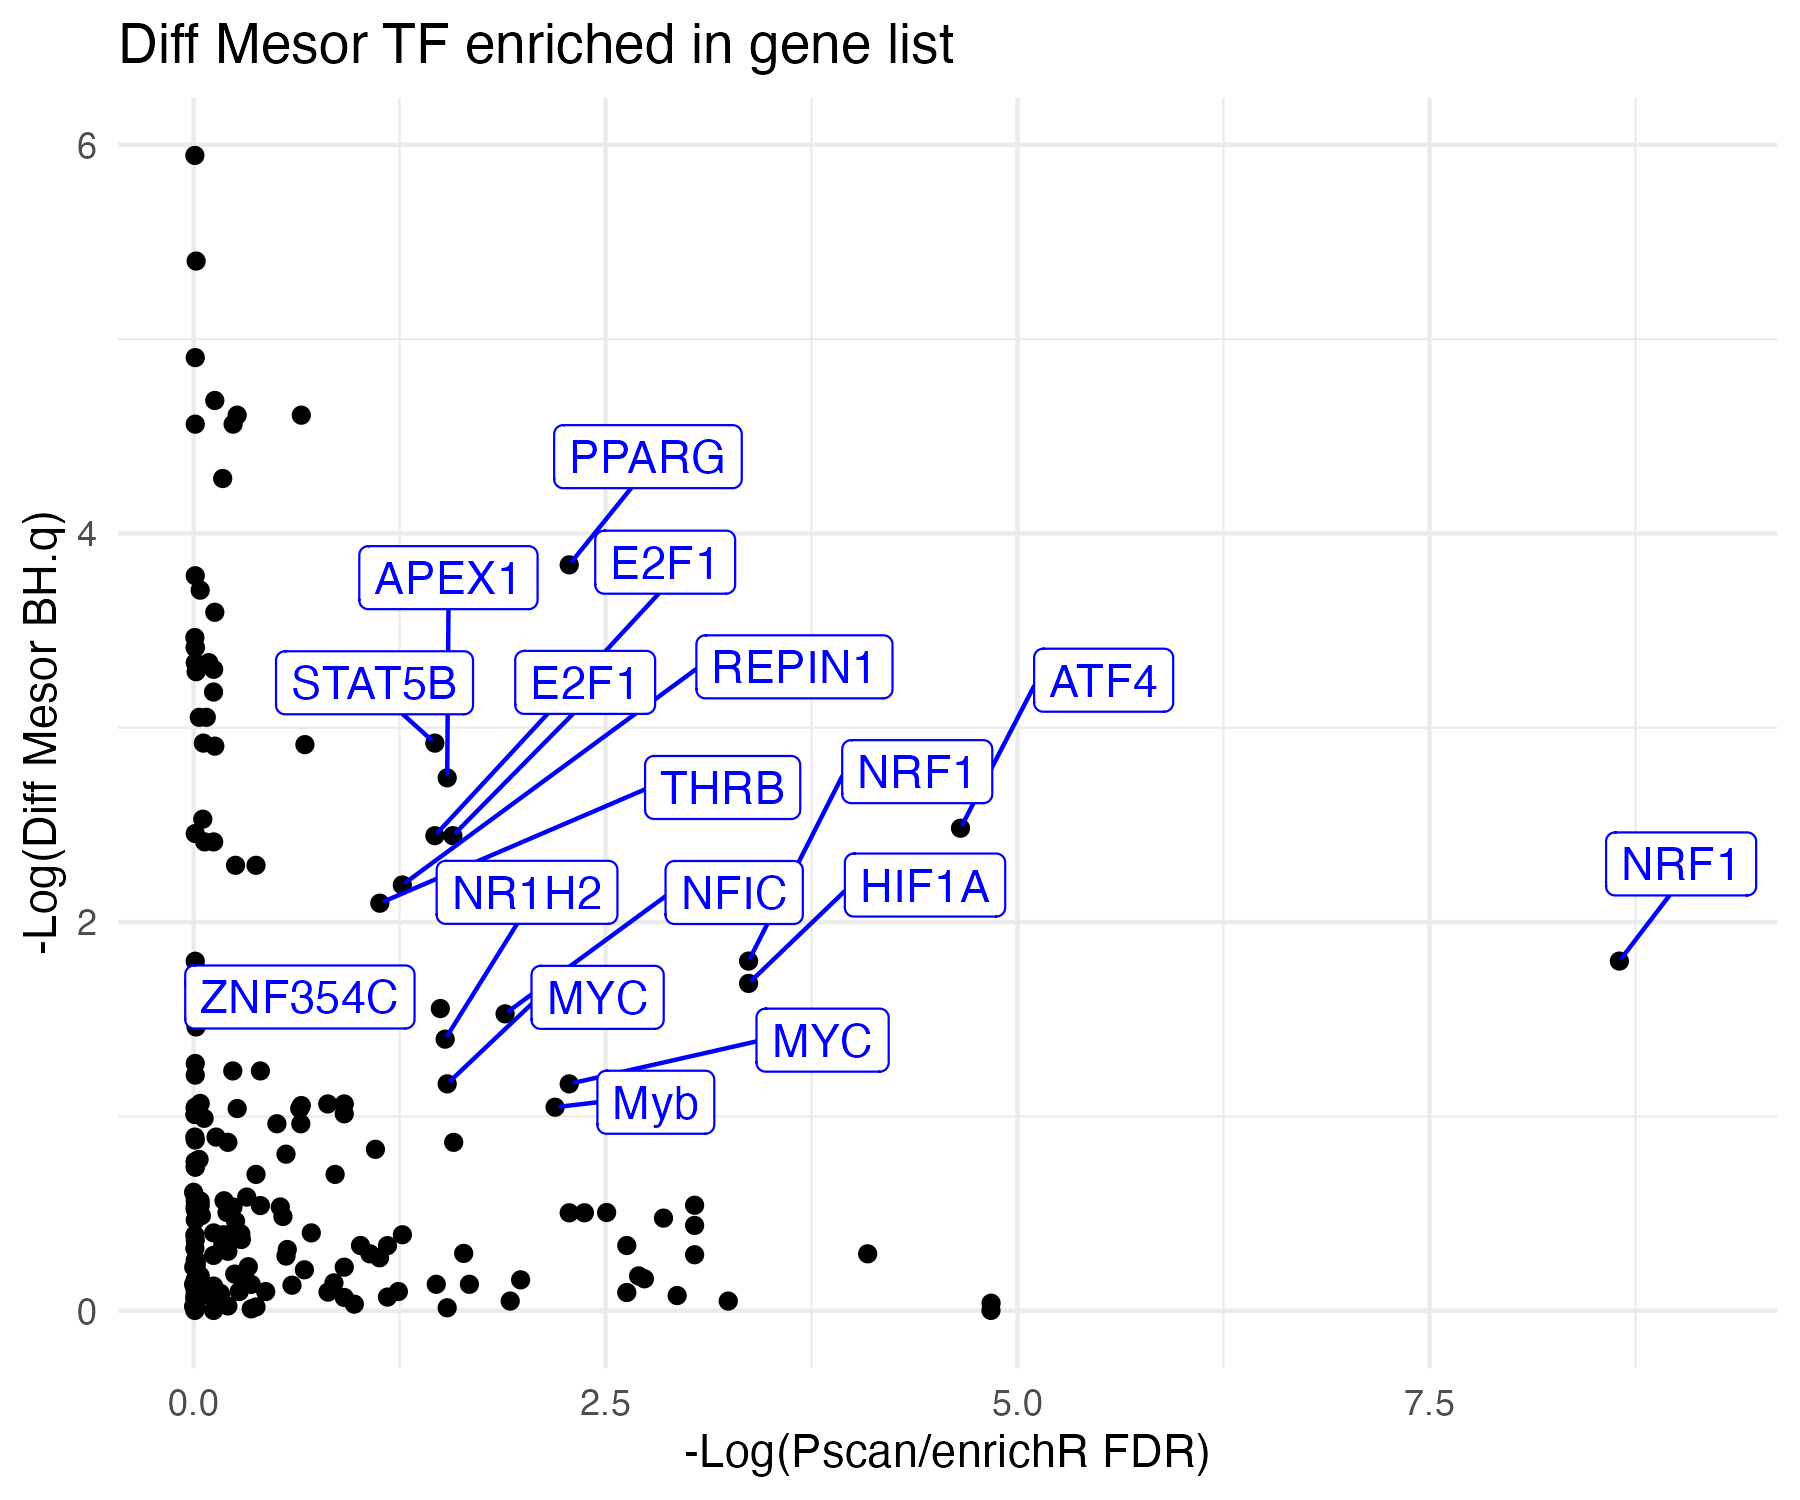 Diff Mesor TF enriched in gene list
-Log(Diff Mesor BH.q)
6
4
2
0
PPARG
E2F1
APEX1
REPIN1
STAT5B
E2F1
ATF4
THRB
NRF1
NRF1
NR1H2
NFIC
HIF1A
ZNF354C
MYC
MYC
Myb
0.0
2.5
5.0
7.5
-Log(Pscan/enrichR FDR)